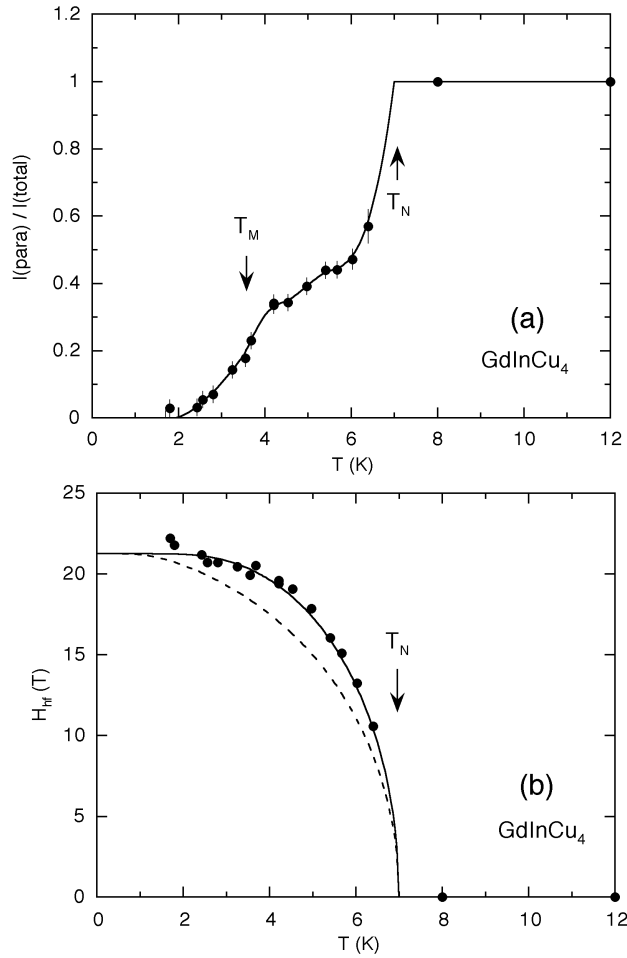 1.2
1
0.8
0.6
0.4
0.2
0
I(para) / I(total)
T_M
T_N
(a)
GdInCu₄
0 2 4 6 8 10 12
T (K)
25
20
15
10
5
0
H_hf (T)
T_N
(b)
GdInCu₄
0 2 4 6 8 10 12
T (K)